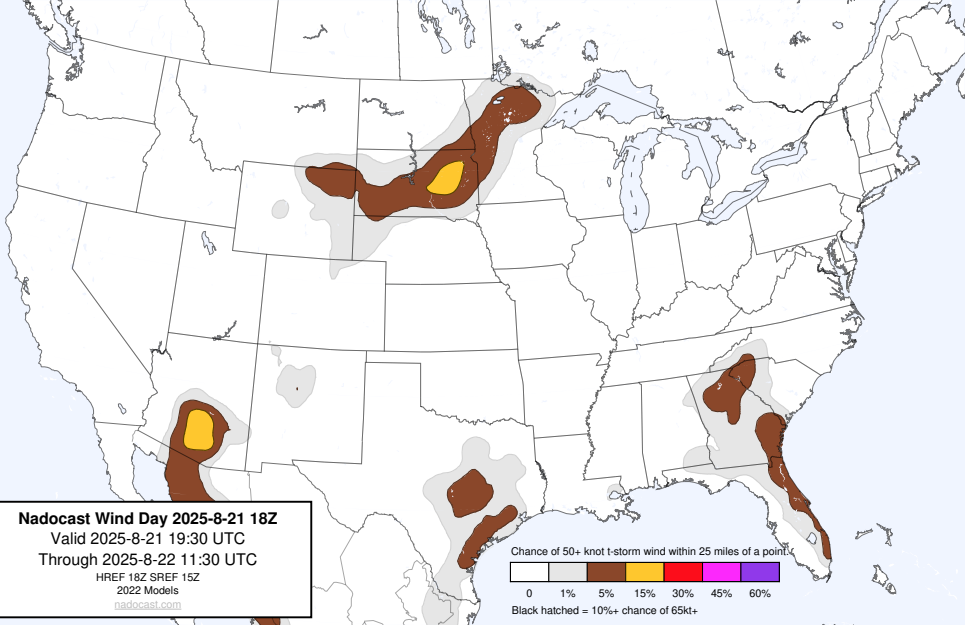 Nadocast Wind Day 2025-8-21 18Z
Valid 2025-8-21 19:30 UTC
Through 2025-8-22 11:30 UTC
HREF 18Z SREF 15Z
2022 Models
nadocast.com
Chance of 50+ knot t-storm wind within 25 miles of a point.
0 1% 5% 15% 30% 45% 60%
Black hatched = 10%+ chance of 65kt+